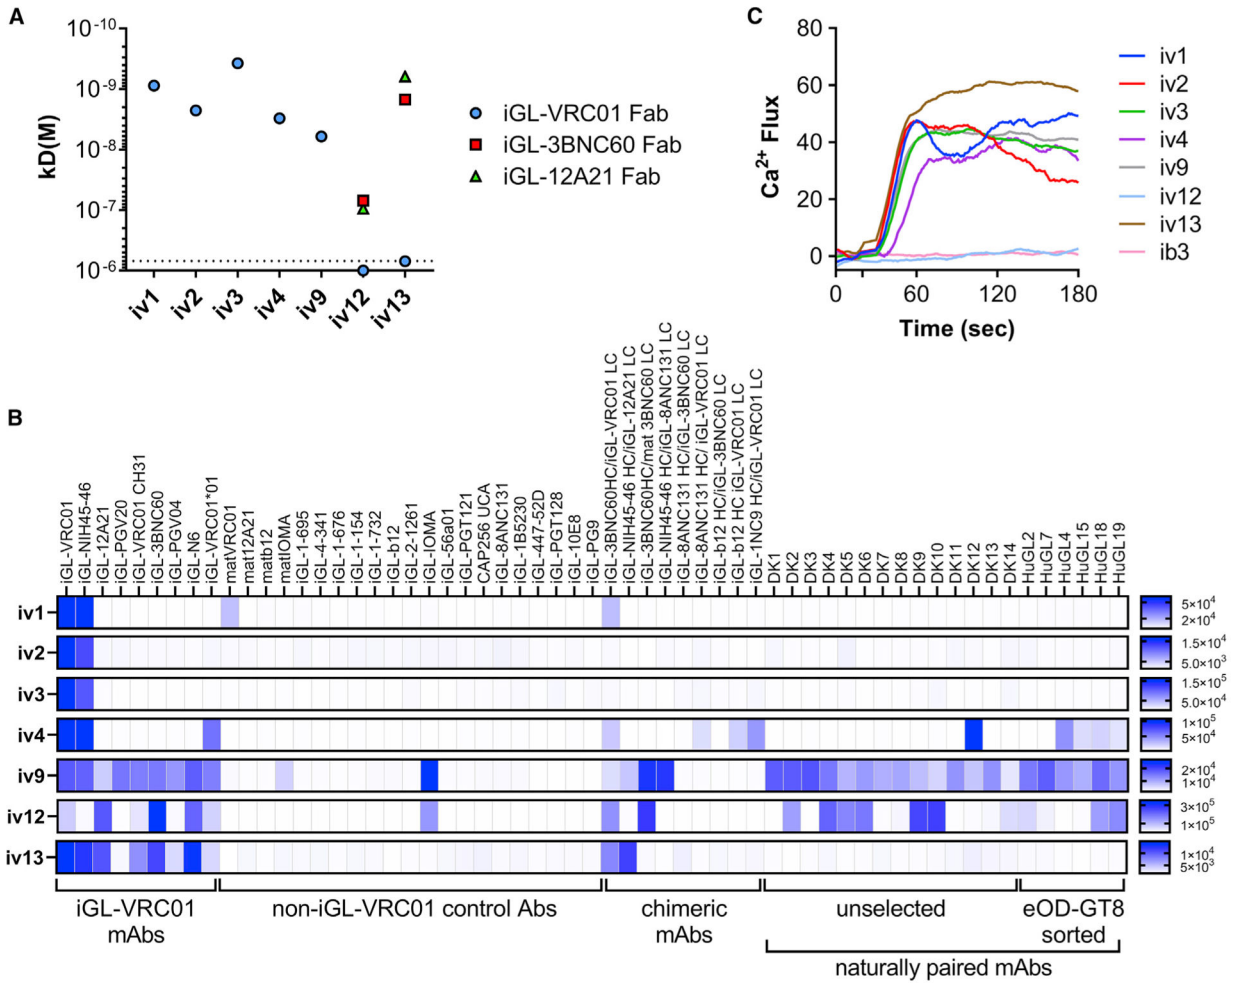 A
10⁻¹⁰
10⁻⁹
10⁻⁸
10⁻⁷
10⁻⁶
kD(M)
iv1
iv2
iv3
iv4
iv9
iv12
iv13
iGL-VRC01 Fab
iGL-3BNC60 Fab
iGL-12A21 Fab
C
80
60
40
20
0
Ca²⁺ Flux
0
60
120
180
Time (sec)
iv1
iv2
iv3
iv4
iv9
iv12
iv13
ib3
B
iGL-VRC01
iGL-NIH45-46
iGL-12A21
iGL-PGV20
iGL-VRC01 CH31
iGL-3BNC60
iGL-PGV04
iGL-N6
iGL-VRC01*01
matVRC01
mat12A21
matb12
matIOMA
iGL-1-695
iGL-4-341
iGL-1-676
iGL-1-154
iGL-1-732
iGL-b12
iGL-2-1261
iGL-IOMA
iGL-56a01
iGL-PGT121
CAP256 UCA
iGL-8ANC131
iGL-1B5230
iGL-447-52D
iGL-PGT128
iGL-10E8
iGL-PG9
iGL-3BNC60HC/iGL-VRC01 LC
iGL-NIH45-46 HC/iGL-12A21 LC
iGL-3BNC60HC/mat 3BNC60 LC
iGL-NIH45-46 HC/iGL-8ANC131 LC
iGL-8ANC131 HC/iGL-3BNC60 LC
iGL-8ANC131 HC/ iGL-VRC01 LC
iGL-b12 HC/iGL-3BNC60 LC
iGL-b12 HC iGL-VRC01 LC
iGL-1NC9 HC/iGL-VRC01 LC
DK1
DK2
DK3
DK4
DK5
DK6
DK7
DK8
DK9
DK10
DK11
DK12
DK13
DK14
HuGL2
HuGL7
HuGL4
HuGL15
HuGL18
HuGL19
iv1
5×10⁴
2×10⁴
iv2
1.5×10⁴
5.0×10³
iv3
1.5×10⁵
5.0×10⁴
iv4
1×10⁵
5×10⁴
iv9
2×10⁴
1×10⁴
iv12
3×10⁵
1×10⁵
iv13
1×10⁴
5×10³
iGL-VRC01
mAbs
non-iGL-VRC01 control Abs
chimeric
mAbs
unselected
eOD-GT8
sorted
naturally paired mAbs